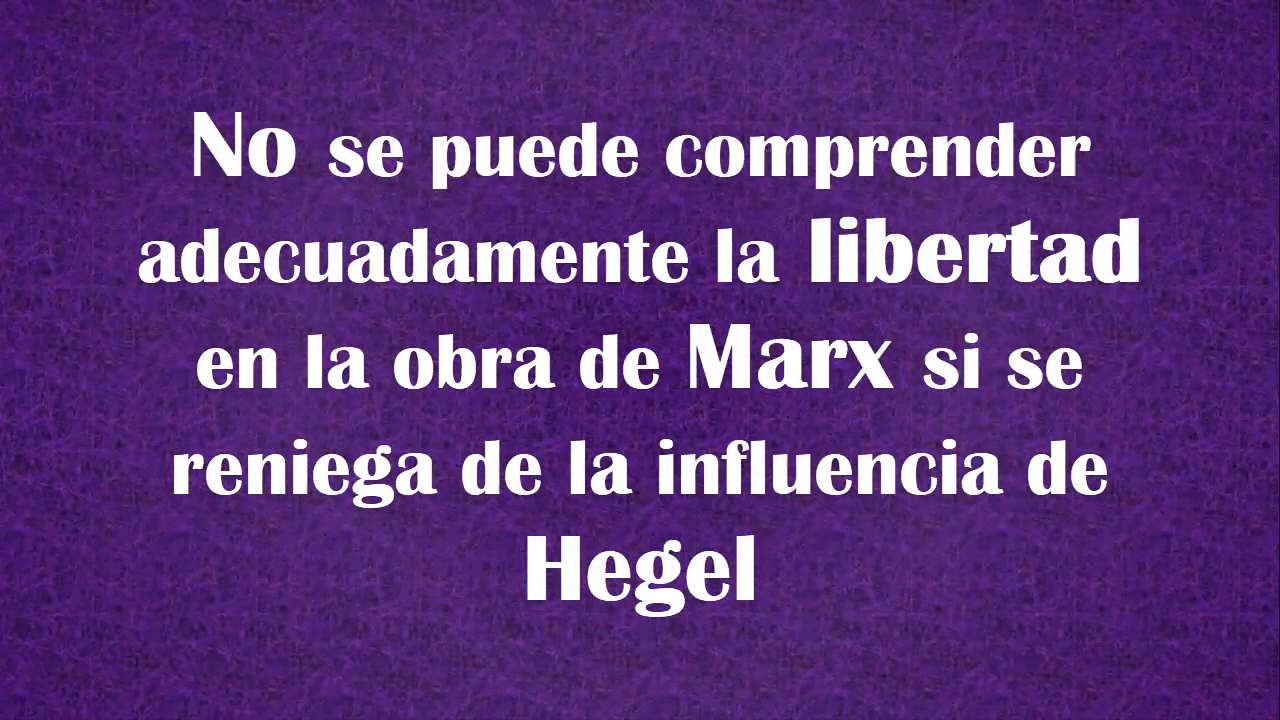 No se puede comprender
adecuadamente la libertad
en la obra de Marx si se
reniega de la influencia de
Hegel